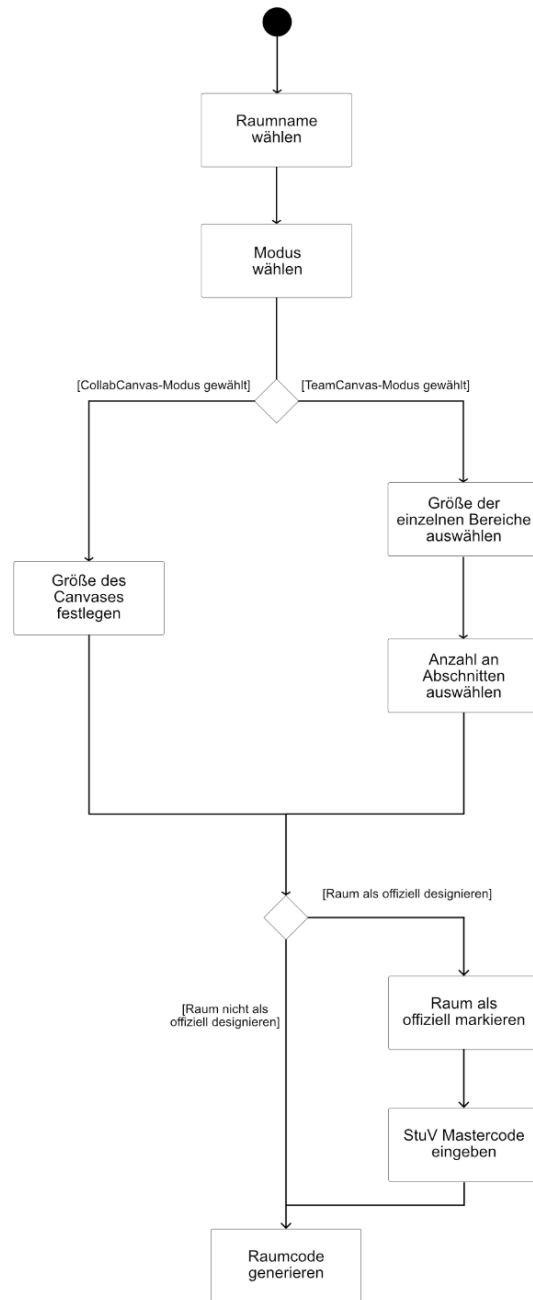 Raumname
wählen
Modus
wählen
[CollabCanvas-Modus gewählt]
[TeamCanvas-Modus gewählt]
Größe der
einzelnen Bereiche
auswählen
Größe des
Canvases
festlegen
Anzahl an
Abschnitten
auswählen
[Raum als offiziell designieren]
[Raum nicht als
offiziell designieren]
Raum als
offiziell markieren
StuV Mastercode
eingeben
Raumcode
generieren